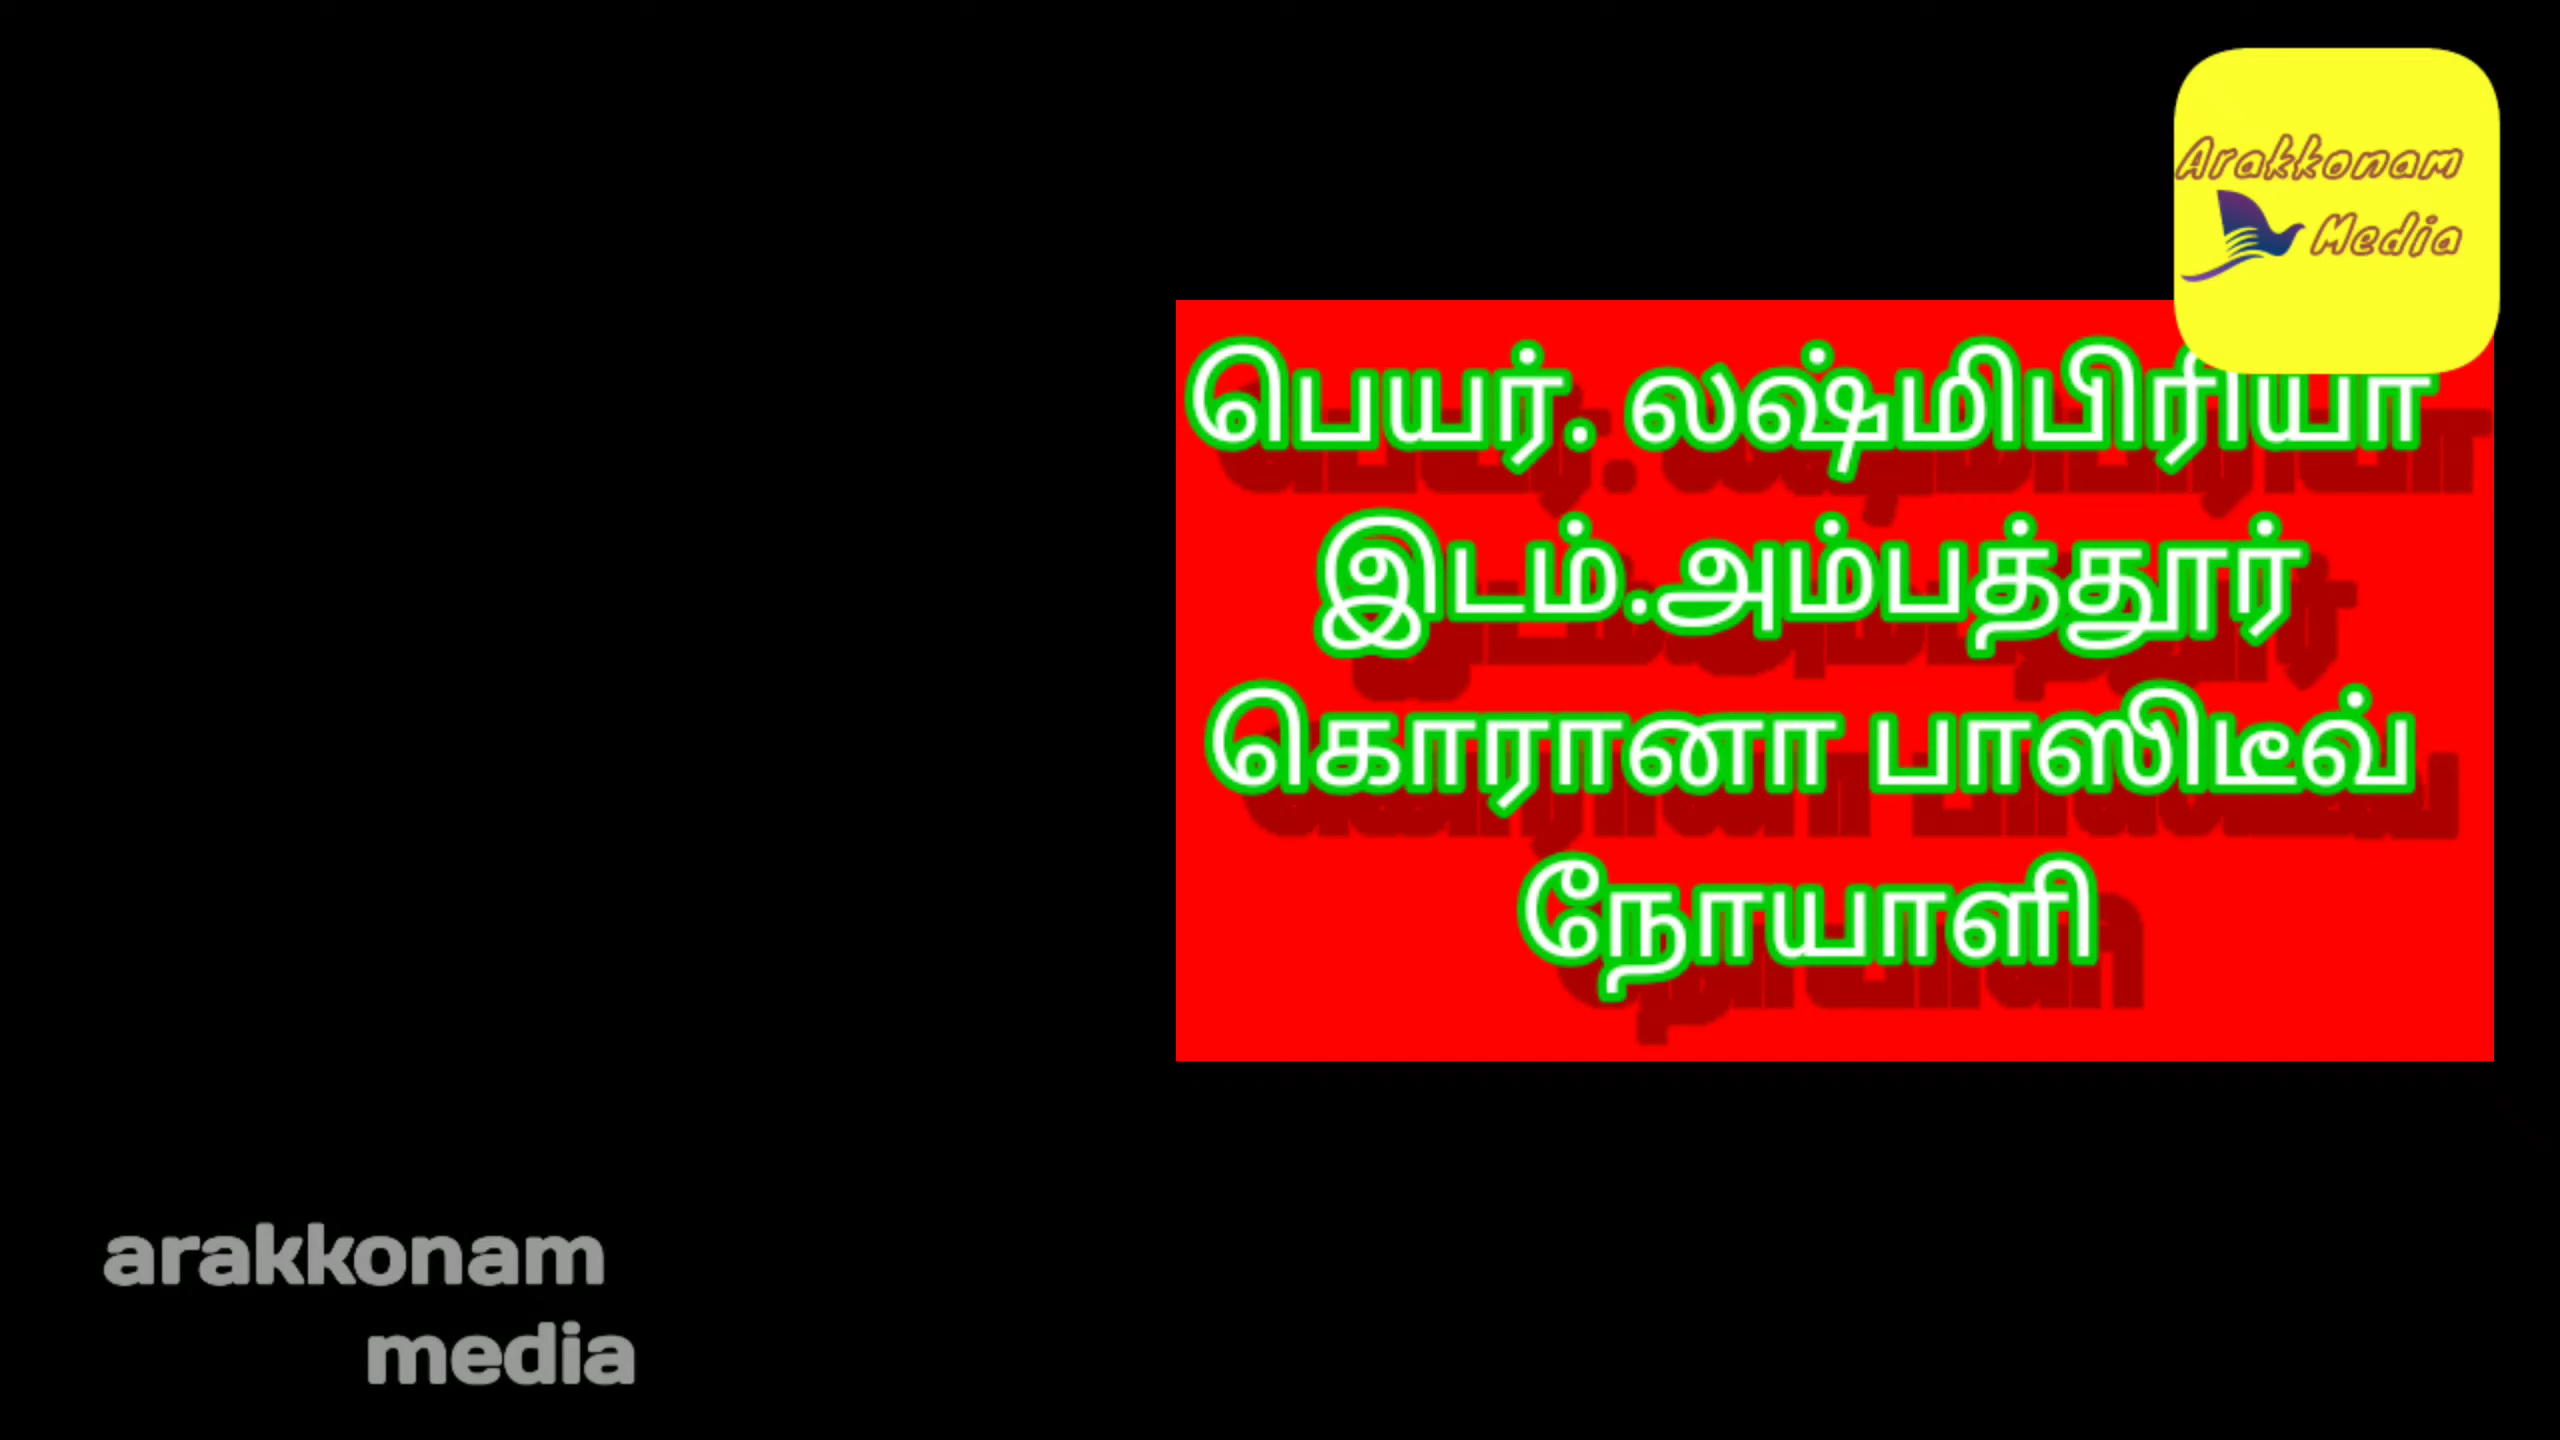 Arakkonam
Media
பெயர். லஷ்மிபிரியா
இடம்.அம்பத்தூர்
கொரானா பாஸிடீவ்
நோயாளி
arakkonam
media